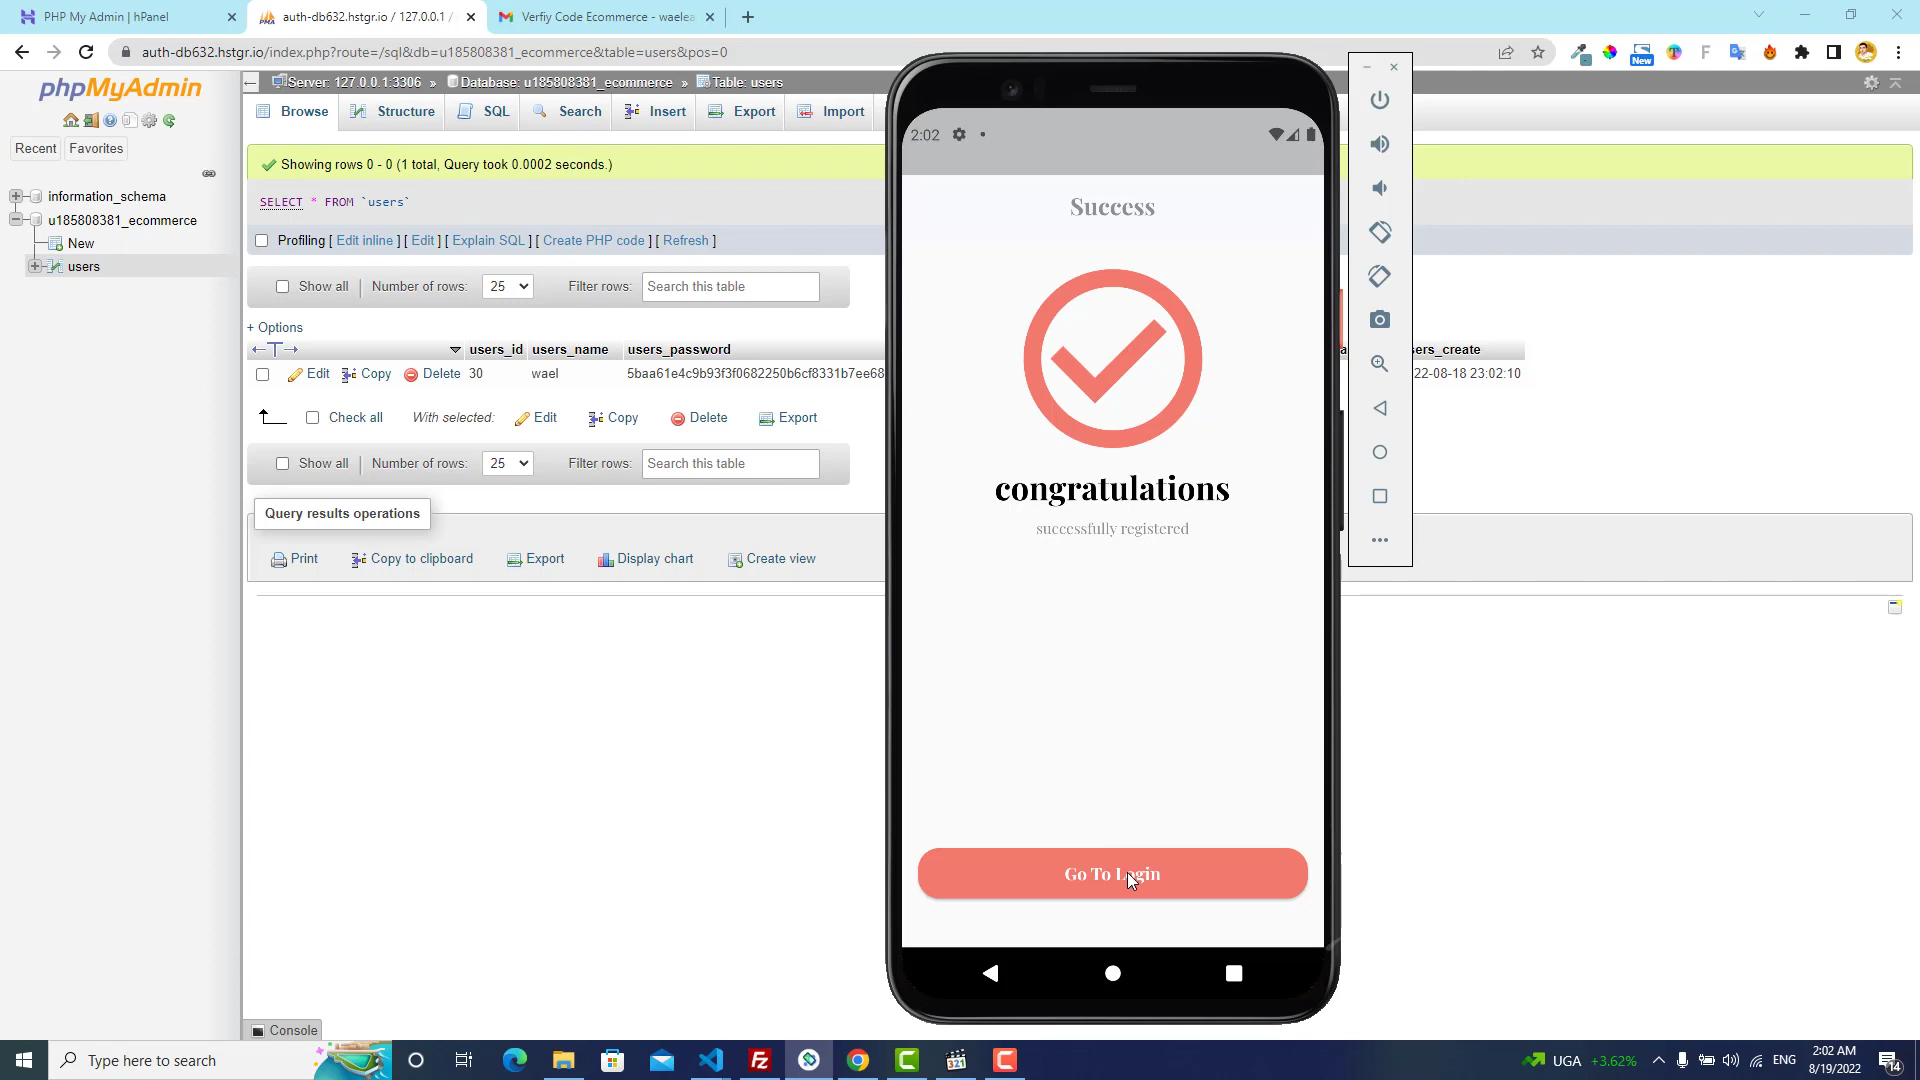 PHP My Admin | hPanel
auth-db632.hstgr.io / 127.0.0.1 /
Verfiy Code Ecommerce - waelea
auth-db632.hstgr.io/index.php?route=/sql&db=u185808381_ecommerce&table=users&pos=0
New
phpMyAdmin
Recent
Favorites
information_schema
u185808381_ecommerce
New
users
Server: 127.0.0.1:3306 » Database: u185808381_ecommerce » Table: users
Browse
Structure
SQL
Search
Insert
Export
Import
Showing rows 0 - 0 (1 total, Query took 0.0002 seconds.)
SELECT * FROM `users`
Profiling [ Edit inline ] [ Edit ] [ Explain SQL ] [ Create PHP code ] [ Refresh ]
Show all
Number of rows: 25
Filter rows: Search this table
+ Options
users_id users_name users_password
ers_create
Edit Copy Delete 30 wael 5baa61e4c9b93f3f0682250b6cf8331b7ee68
22-08-18 23:02:10
Check all
With selected:
Edit
Copy
Delete
Export
Show all
Number of rows: 25
Filter rows: Search this table
Query results operations
Print
Copy to clipboard
Export
Display chart
Create view
Console
2:02
Success
congratulations
successfully registered
Go To Login
Type here to search
321
UGA +3.62%
ENG
2:02 AM
8/19/2022
14